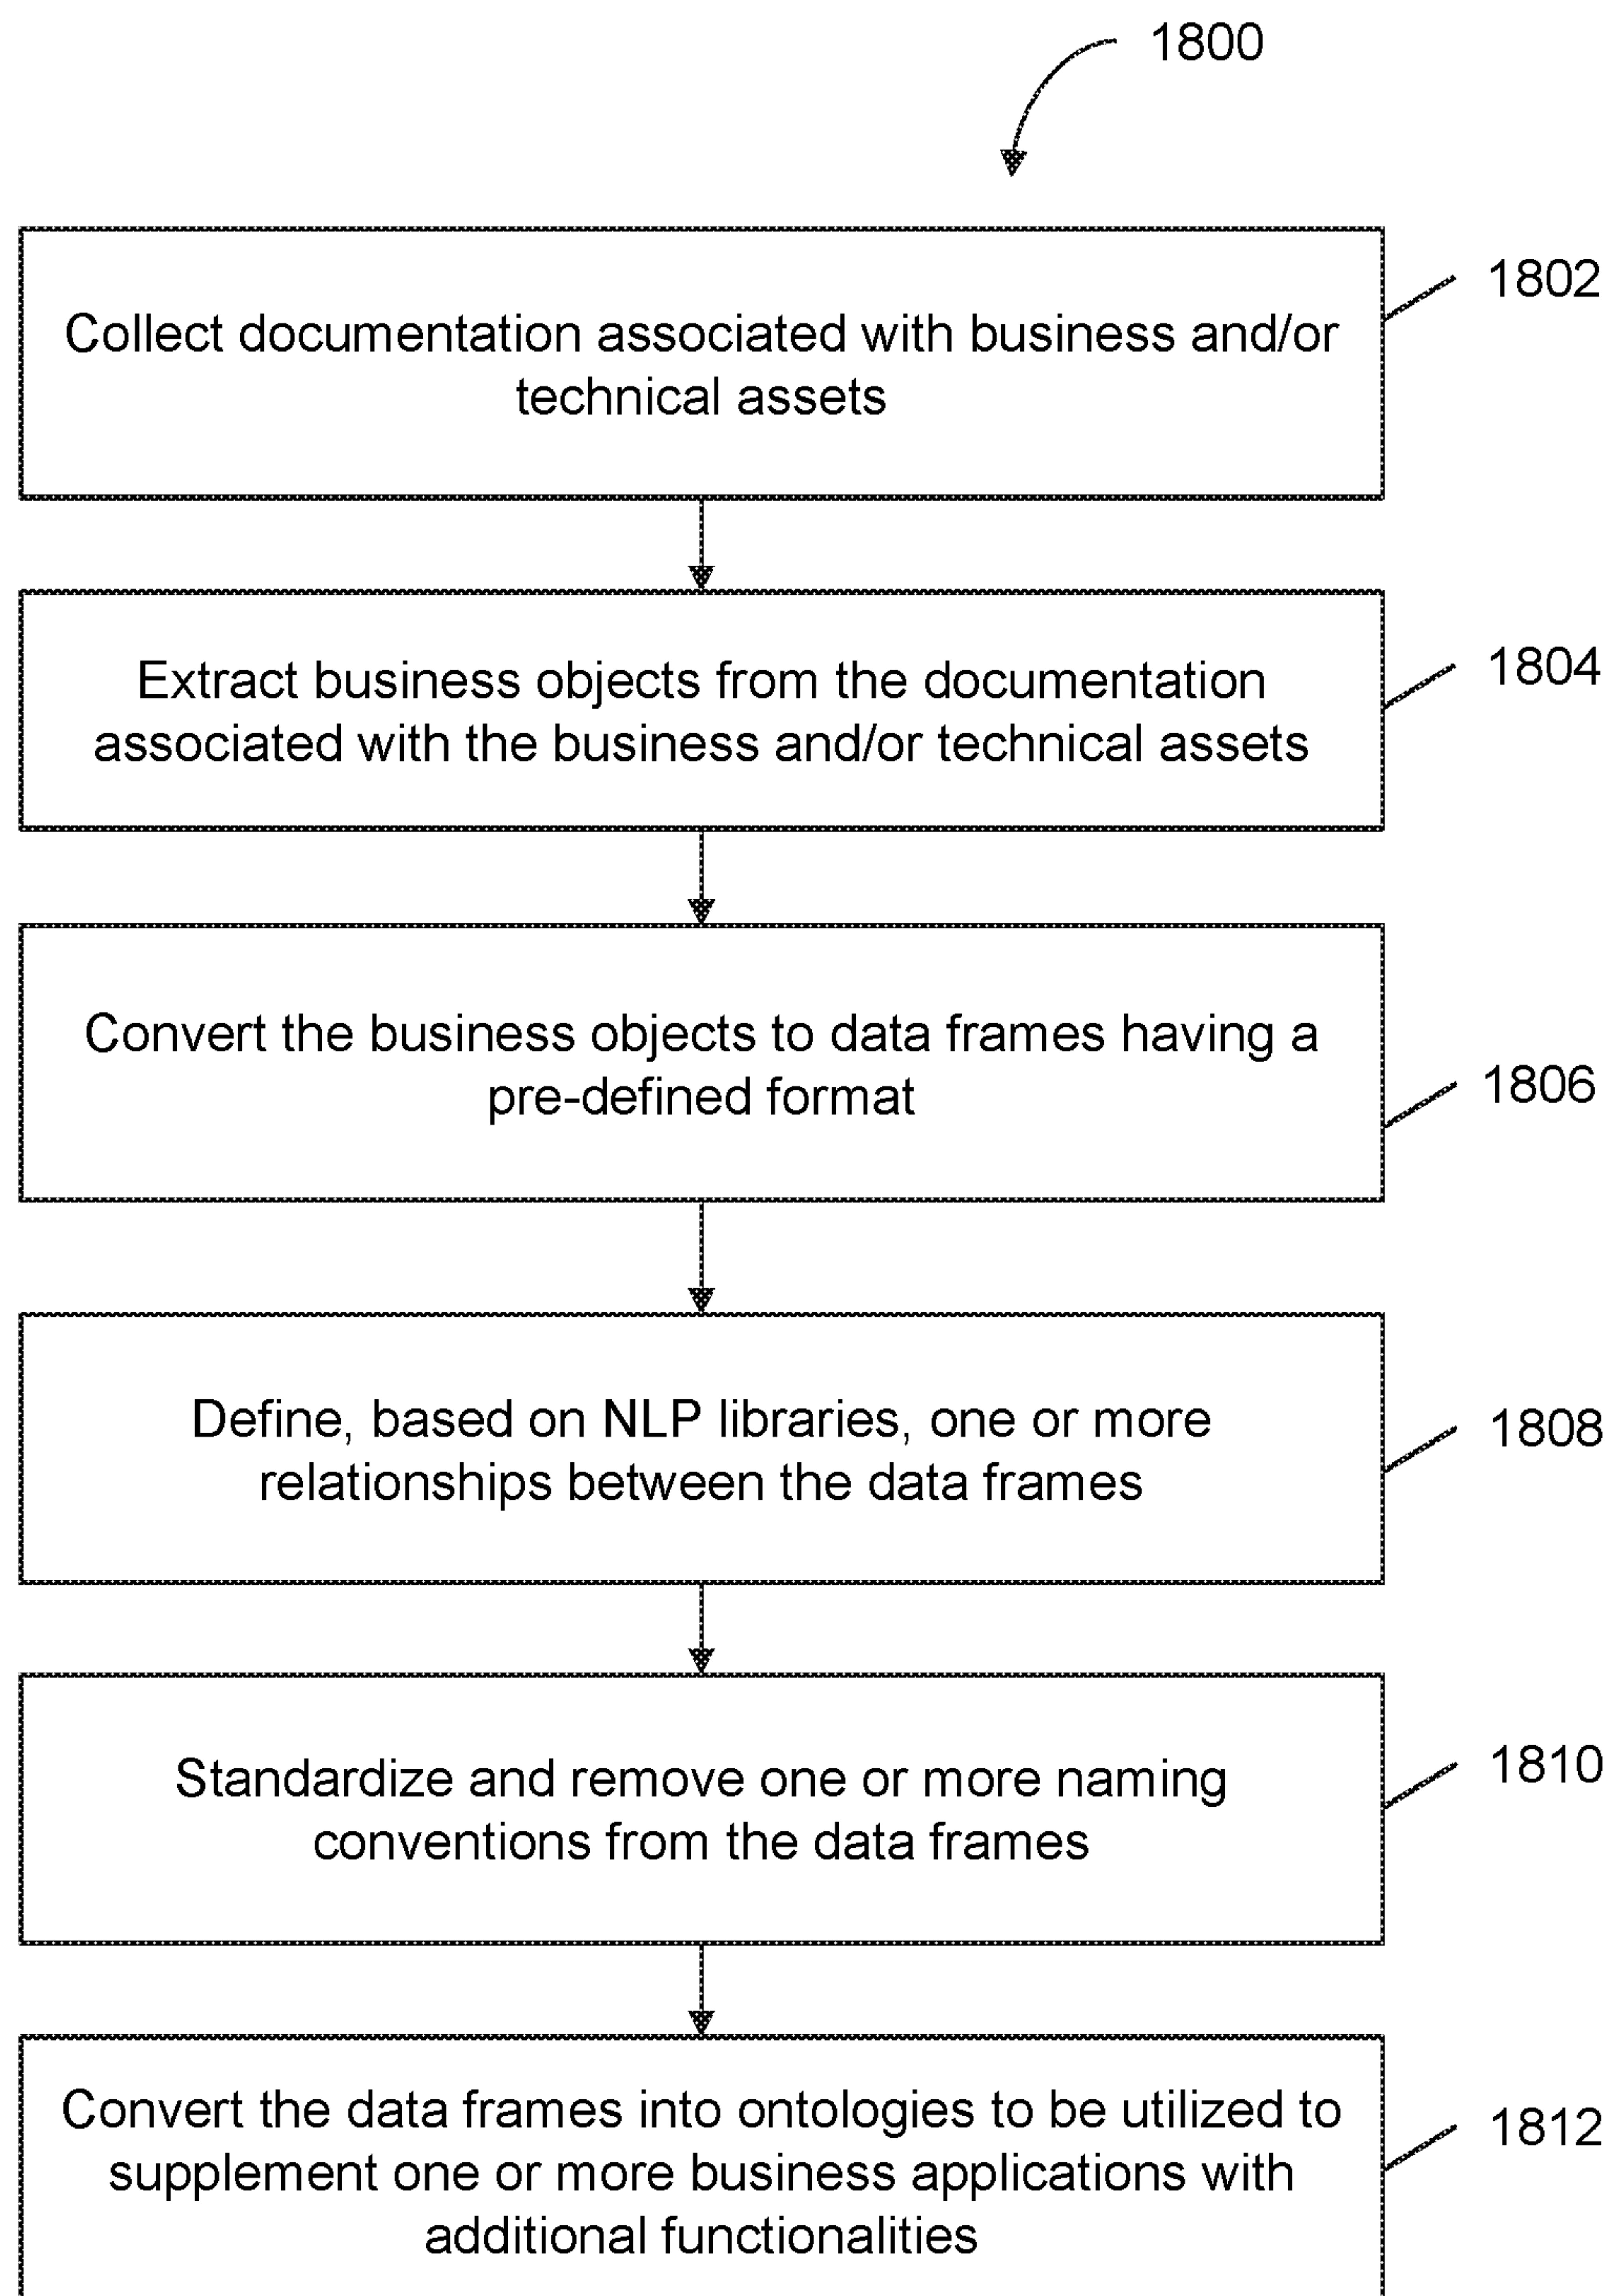 1800
Collect documentation associated with business and/or
technical assets
1802
Extract business objects from the documentation
associated with the business and/or technical assets
1804
Convert the business objects to data frames having a
pre-defined format
1806
Define, based on NLP libraries, one or more
relationships between the data frames
1808
Standardize and remove one or more naming
conventions from the data frames
1810
Convert the data frames into ontologies to be utilized to
supplement one or more business applications with
additional functionalities
1812